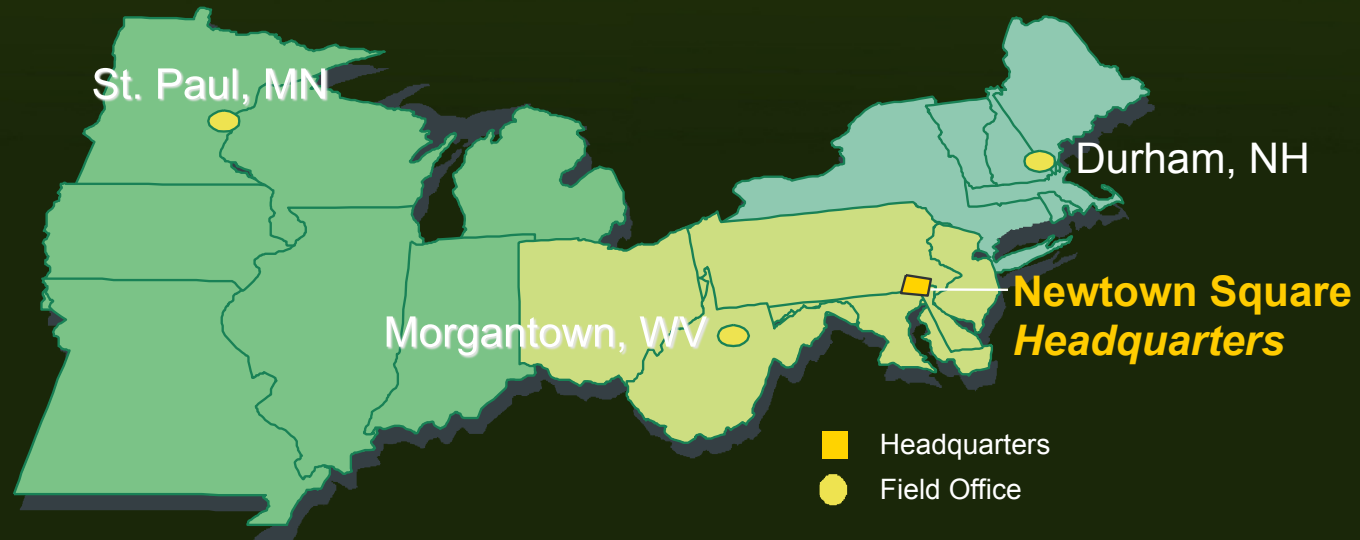 St. Paul, MN
Durham, NH
Newtown Square
Headquarters
Morgantown, WV
Headquarters
Field Office